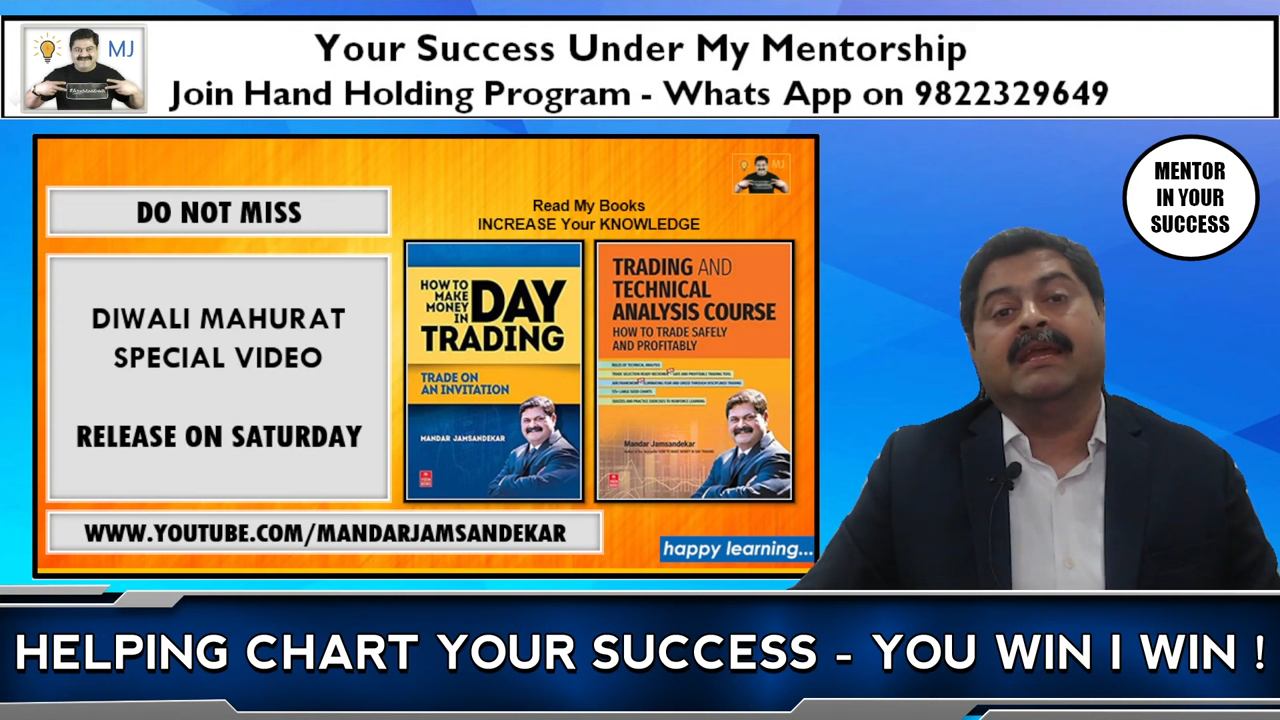 MJ
Your Success Under My Mentorship
Join Hand Holding Program - Whats App on 9822329649
MENTOR
IN YOUR
SUCCESS
MJ
DO NOT MISS
DIWALI MAHURAT
SPECIAL VIDEO
RELEASE ON SATURDAY
Read My Books
INCREASE Your KNOWLEDGE
HOW TO
MAKE
MONEY
IN
DAY
TRADING
TRADE ON
AN INVITATION
MANDAR JAMSANDEKAR
TRADING AND
TECHNICAL
ANALYSIS COURSE
HOW TO TRADE SAFELY
AND PROFITABLY
Mandar Jamsandekar
WWW.YOUTUBE.COM/MANDARJAMSANDEKAR
happy learning...
HELPING CHART YOUR SUCCESS - YOU WIN I WIN !